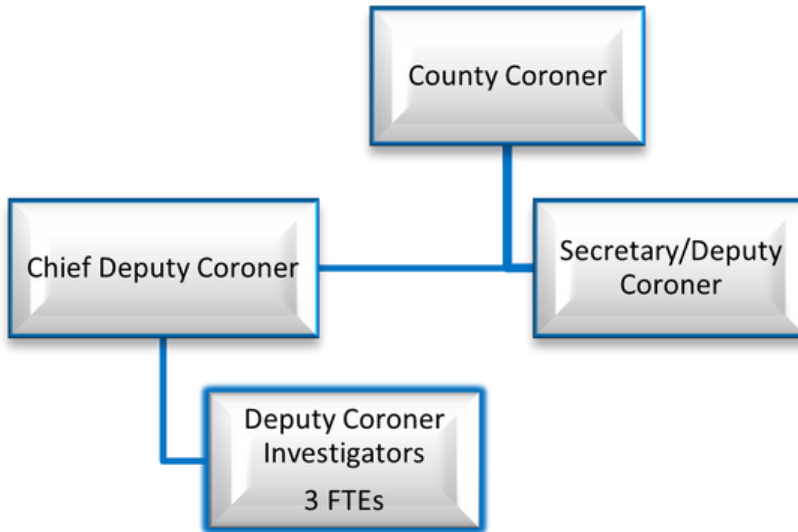 County Coroner
Chief Deputy Coroner
Secretary/Deputy
Coroner
Deputy Coroner
Investigators
3 FTEs